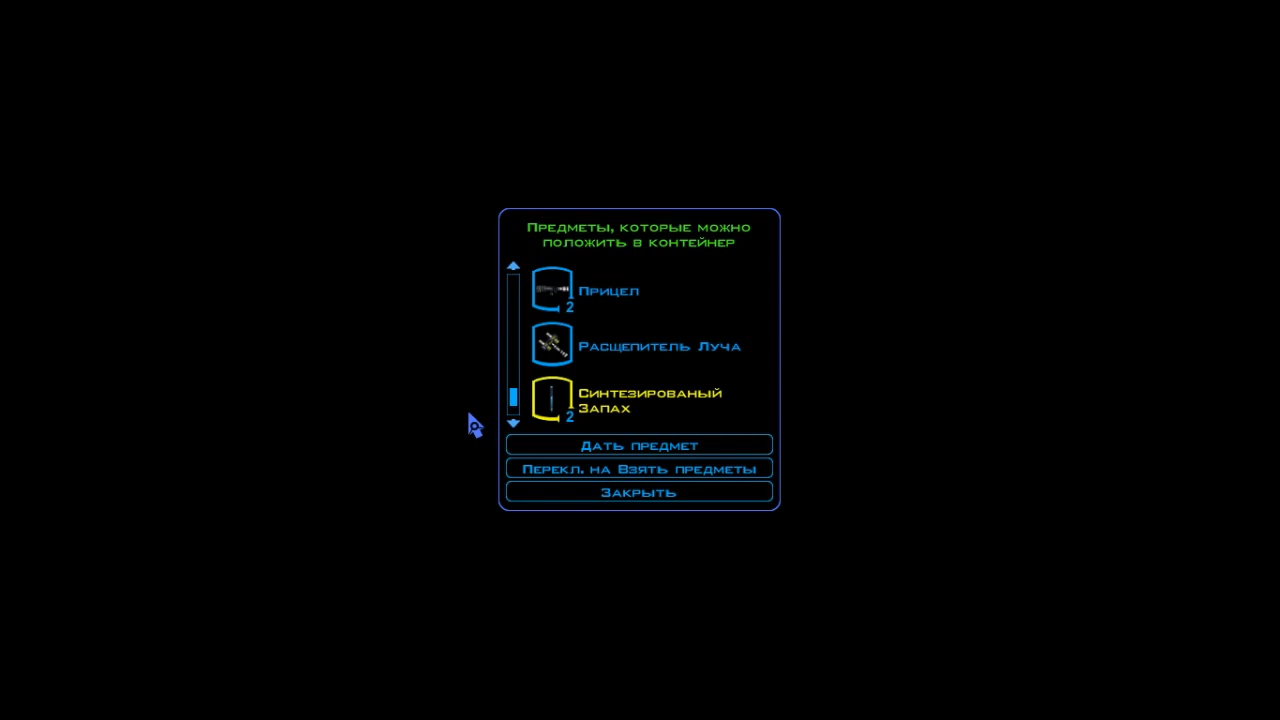 Предметы, которые можно
положить в контейнер
Прицел
2
Расщепитель Луча
Синтезированый
Запах
2
Дать предмет
Перекл. на Взять предметы
Закрыть